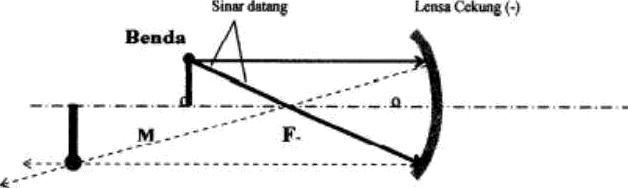 Sinar datang
Lensa Cekung (-)
Benda
M
F-